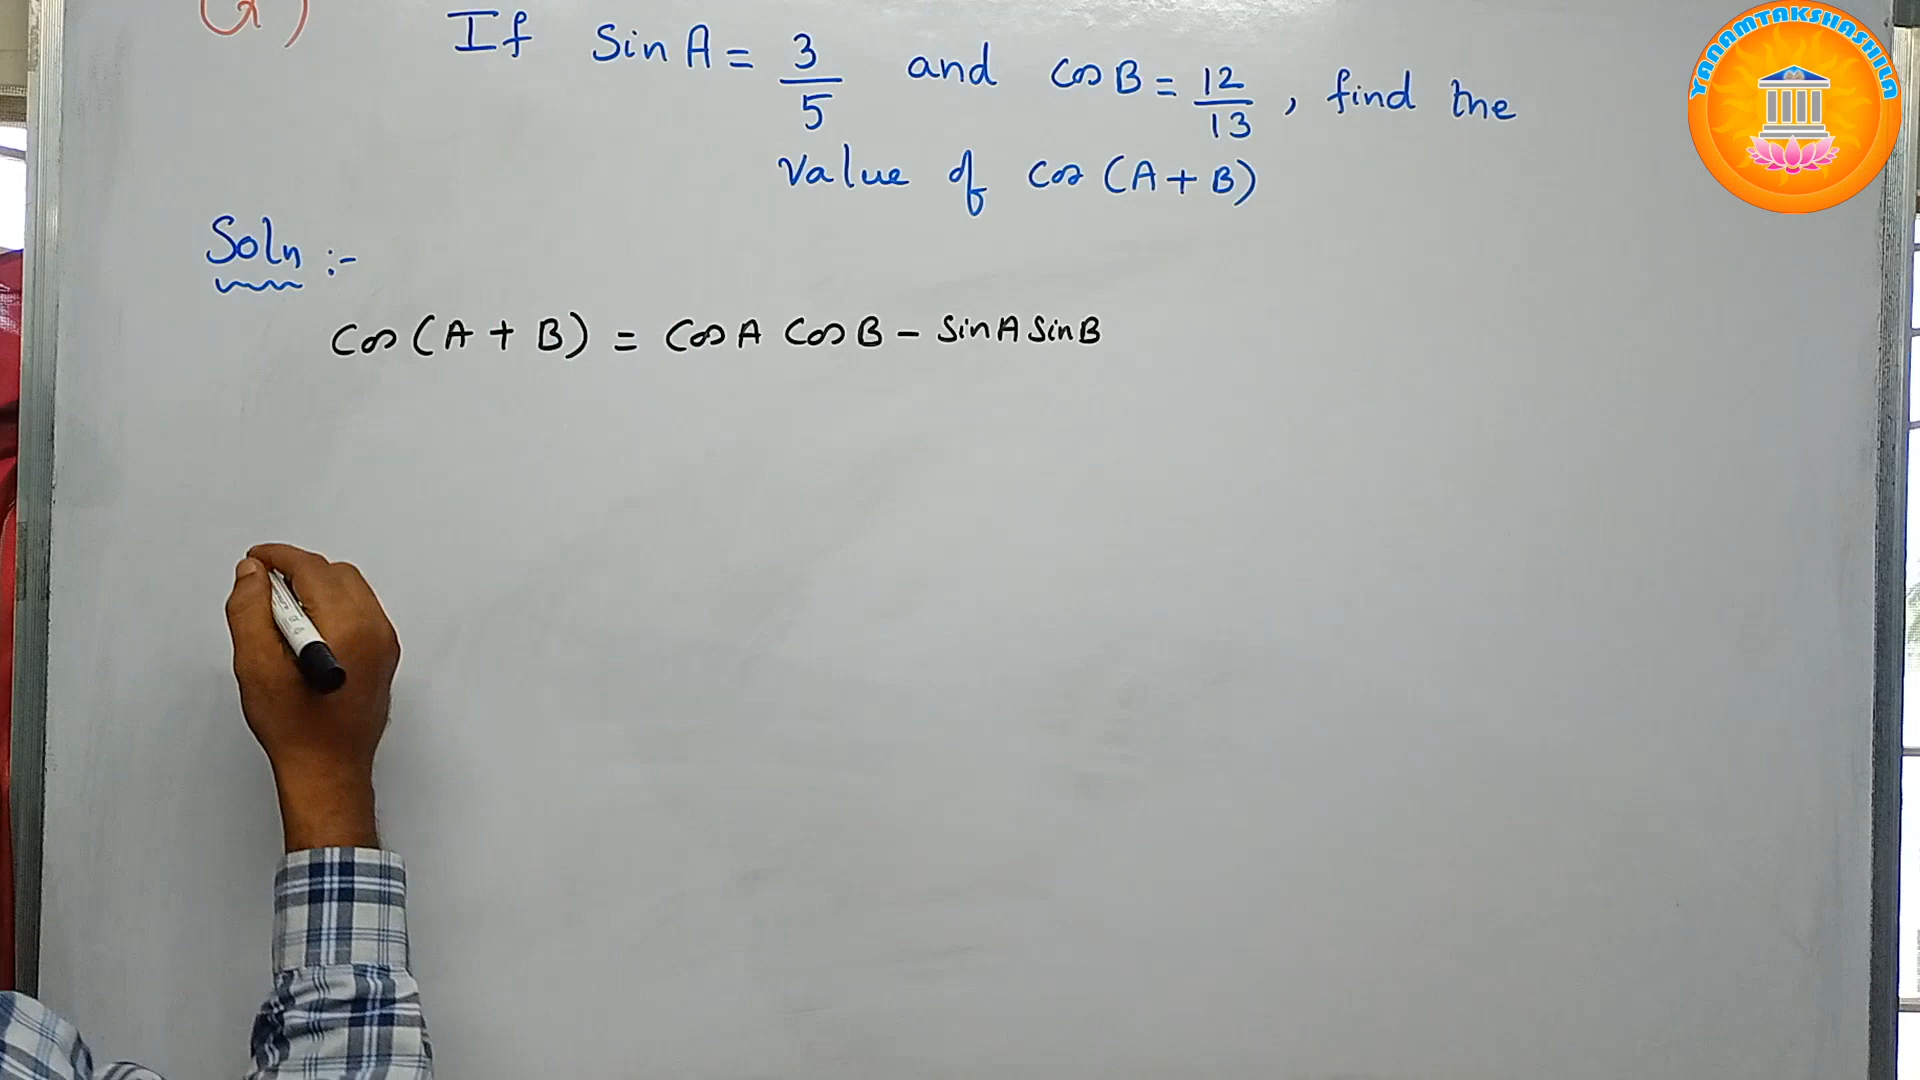 If Sin A = 3/5 and Cos B = 12/13, find the
Value of Cos (A + B)
Soln :-
Cos (A + B) = Cos A Cos B - Sin A Sin B
YANAMTAKSHASHILA